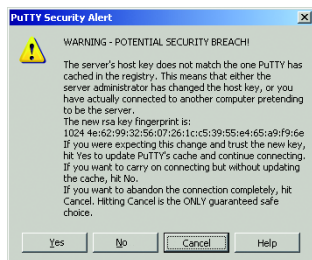 PuTTY Security Alert
WARNING - POTENTIAL SECURITY BREACH!
The server's host key does not match the one PuTTY has
cached in the registry. This means that either the
server administrator has changed the host key, or you
have actually connected to another computer pretending
to be the server.
The new rsa key fingerprint is:
1024 4e:62:99:32:56:07:26:1c:c5:39:55:e4:65:a9:f9:6e
If you were expecting this change and trust the new key,
hit Yes to update PuTTY's cache and continue connecting.
If you want to carry on connecting but without updating
the cache, hit No.
If you want to abandon the connection completely, hit
Cancel. Hitting Cancel is the ONLY guaranteed safe
choice.
Yes No Cancel Help